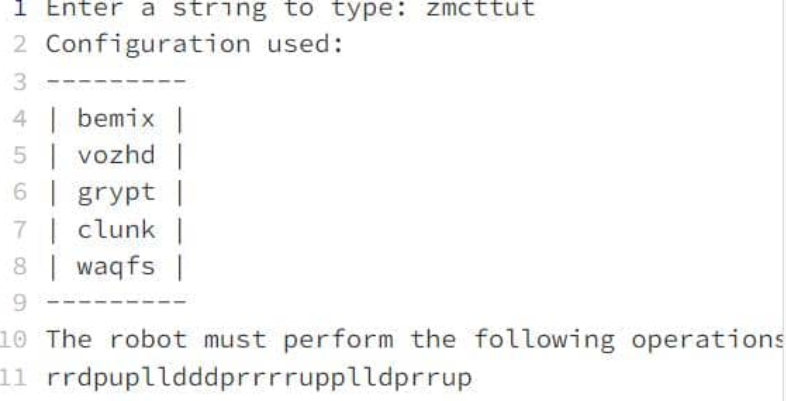 1 Enter a string to type: zmcttut
2 Configuration used:
3 ---------
4 | bemix |
5 | vozhd |
6 | grypt |
7 | clunk |
8 | waqfs |
9 ---------
10 The robot must perform the following operations
11 rrdpuplldddprrrrupplldprrup